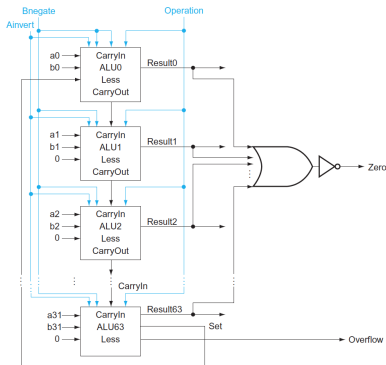 Bnegate
Operation
Ainvert
a0
b0
CarryIn
ALU0
Less
CarryOut
Result0
a1
b1
0
CarryIn
ALU1
Less
CarryOut
Result1
a2
b2
0
CarryIn
ALU2
Less
CarryOut
Result2
Zero
CarryIn
a31
b31
0
CarryIn
ALU63
Less
Result63
Set
Overflow